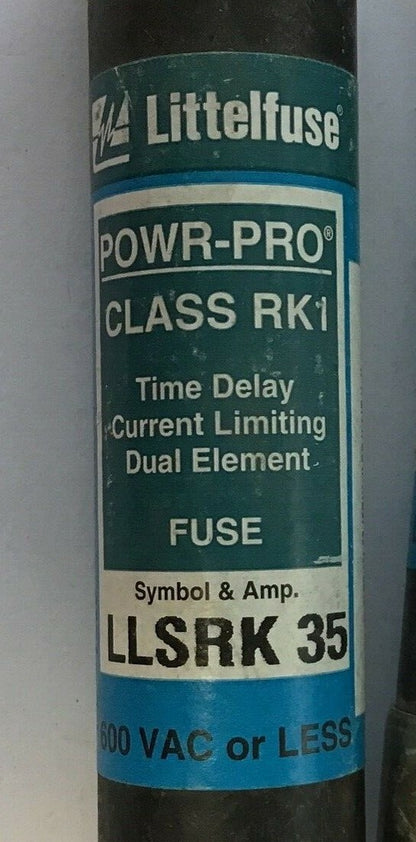 Littelfuse®
POWR-PRO®
CLASS RK1
Time Delay
Current Limiting
Dual Element
FUSE
Symbol & Amp.
LLSRK 35
600 VAC or LESS